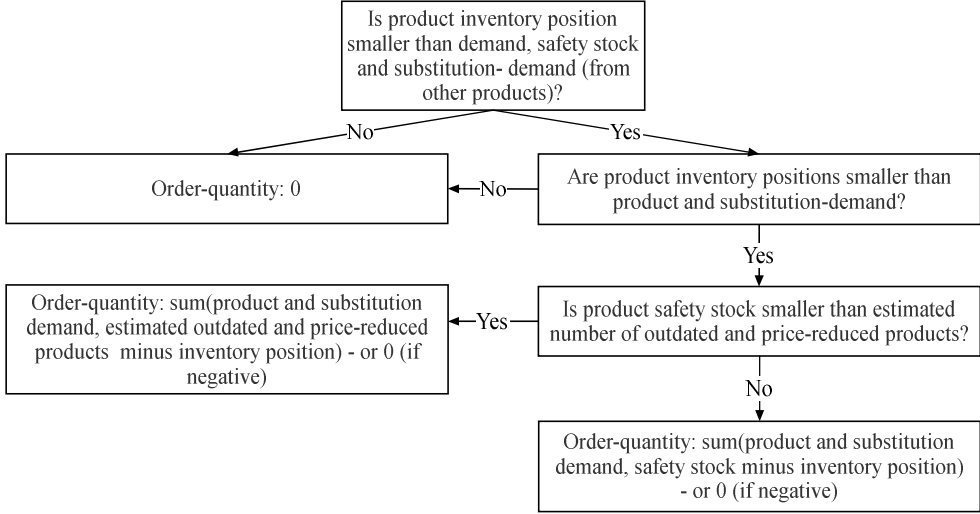 Is product inventory position
smaller than demand, safety stock
and substitution- demand (from
other products)?
No
Yes
Order-quantity: 0
No
Are product inventory positions smaller than
product and substitution-demand?
Yes
Order-quantity: sum(product and substitution
demand, estimated outdated and price-reduced
products minus inventory position) - or 0 (if
negative)
Yes
Is product safety stock smaller than estimated
number of outdated and price-reduced products?
No
Order-quantity: sum(product and substitution
demand, safety stock minus inventory position)
- or 0 (if negative)